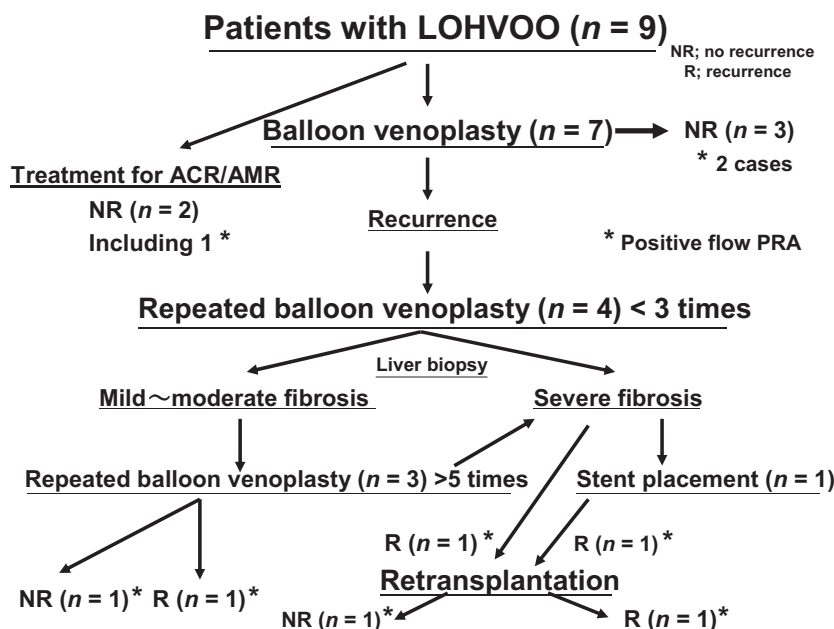 Patients with LOHVOO (n = 9)
NR; no recurrence
R; recurrence
Balloon venoplasty (n = 7)
NR (n = 3)
* 2 cases
Treatment for ACR/AMR
NR (n = 2)
Including 1 *
Recurrence
* Positive flow PRA
Repeated balloon venoplasty (n = 4) < 3 times
Liver biopsy
Mild～moderate fibrosis
Severe fibrosis
Repeated balloon venoplasty (n = 3) >5 times
Stent placement (n = 1)
R (n = 1)*
R (n = 1)*
NR (n = 1)* R (n = 1)*
Retransplantation
NR (n = 1)*
R (n = 1)*